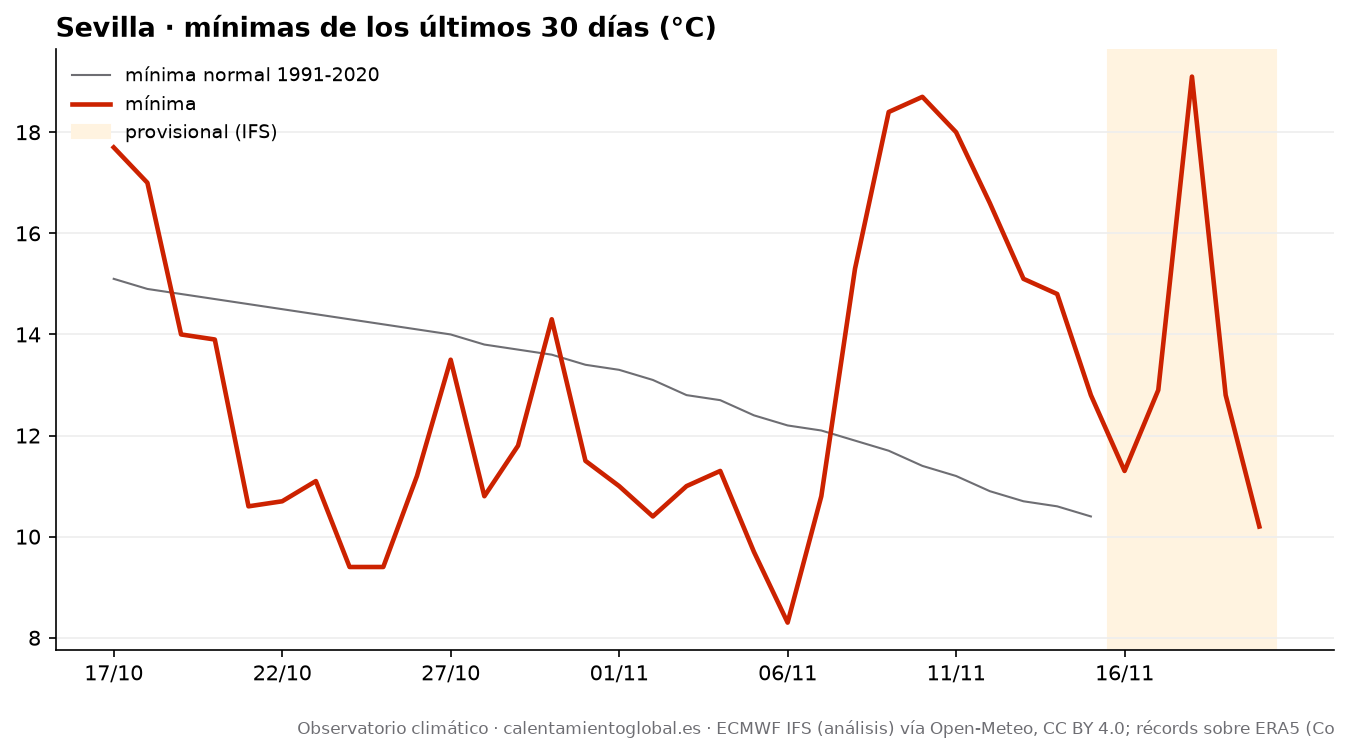 Sevilla · mínimas de los últimos 30 días (°C)
mínima normal 1991-2020
mínima
provisional (IFS)
18
16
14
12
10
8
17/10
22/10
27/10
01/11
06/11
11/11
16/11
Observatorio climático · calentamientoglobal.es · ECMWF IFS (análisis) vía Open-Meteo, CC BY 4.0; récords sobre ERA5 (Co